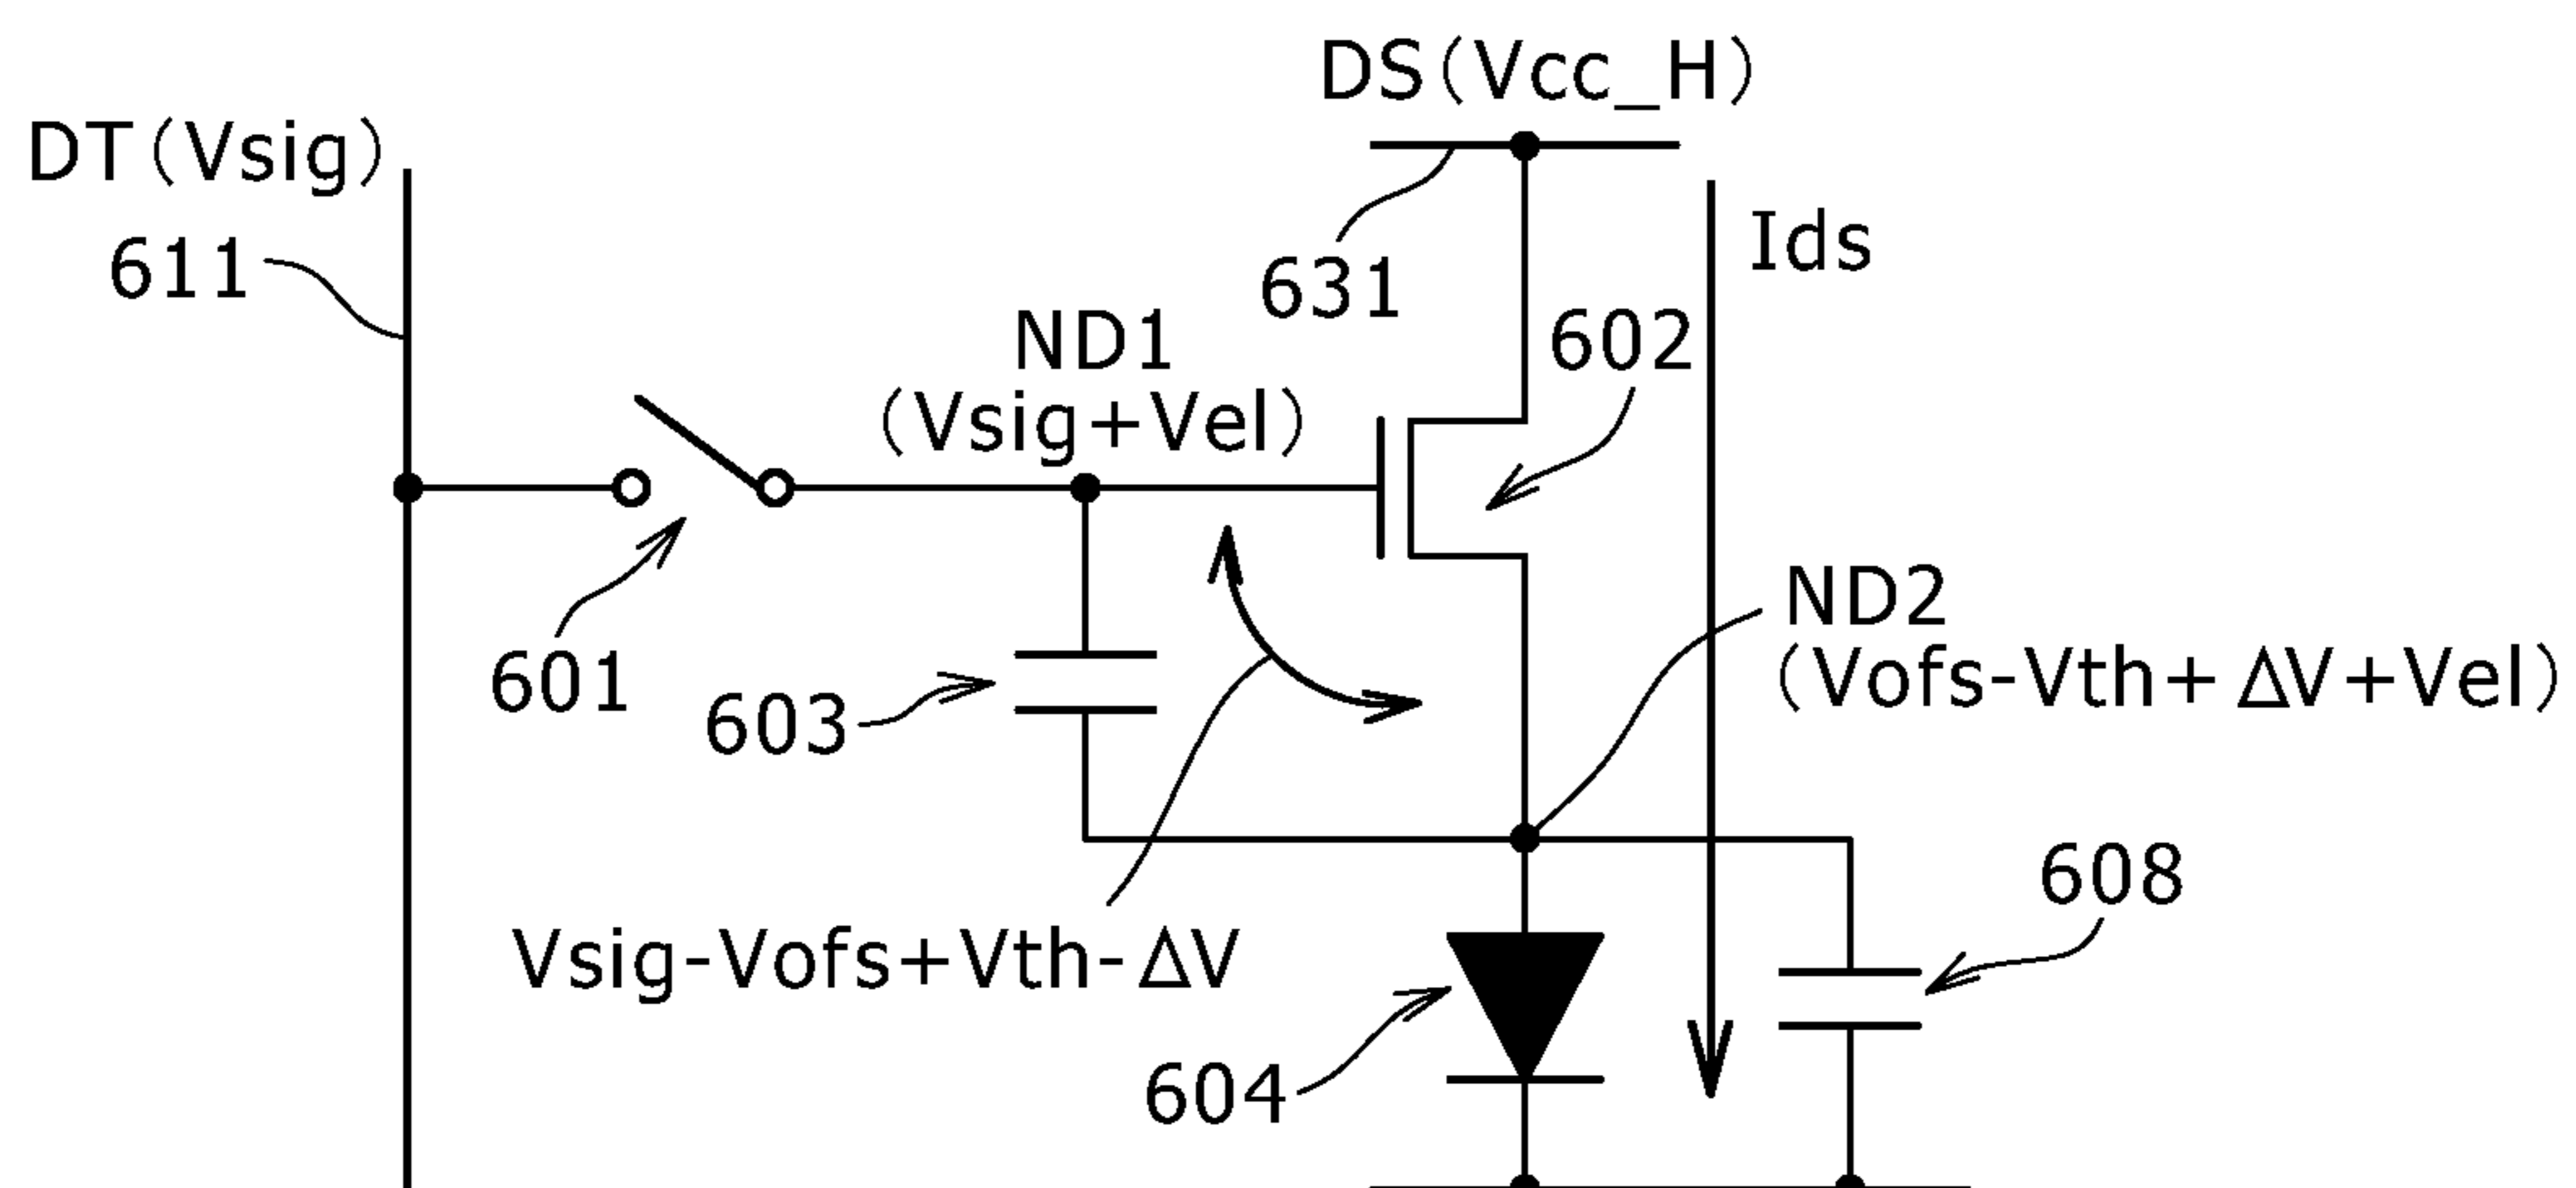 DS(Vcc_H)
DT(Vsig)
611
631
Ids
ND1
(Vsig+Vel)
602
601
603
ND2
(Vofs-Vth+ΔV+Vel)
Vsig-Vofs+Vth-ΔV
608
604